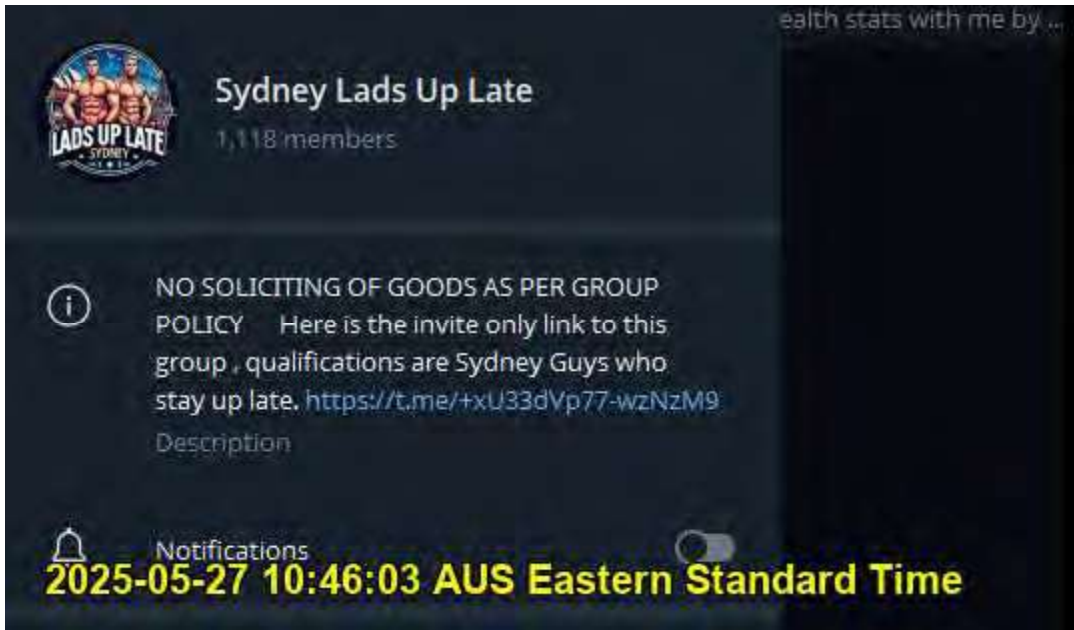 ealth stats with me by ...
Sydney Lads Up Late
1,118 members
LADS UP LATE
SYDNEY
NO SOLICITING OF GOODS AS PER GROUP
POLICY Here is the invite only link to this
group , qualifications are Sydney Guys who
stay up late. https://t.me/+xU33dVp77-wzNzM9
Description
Notifications
2025-05-27 10:46:03 AUS Eastern Standard Time